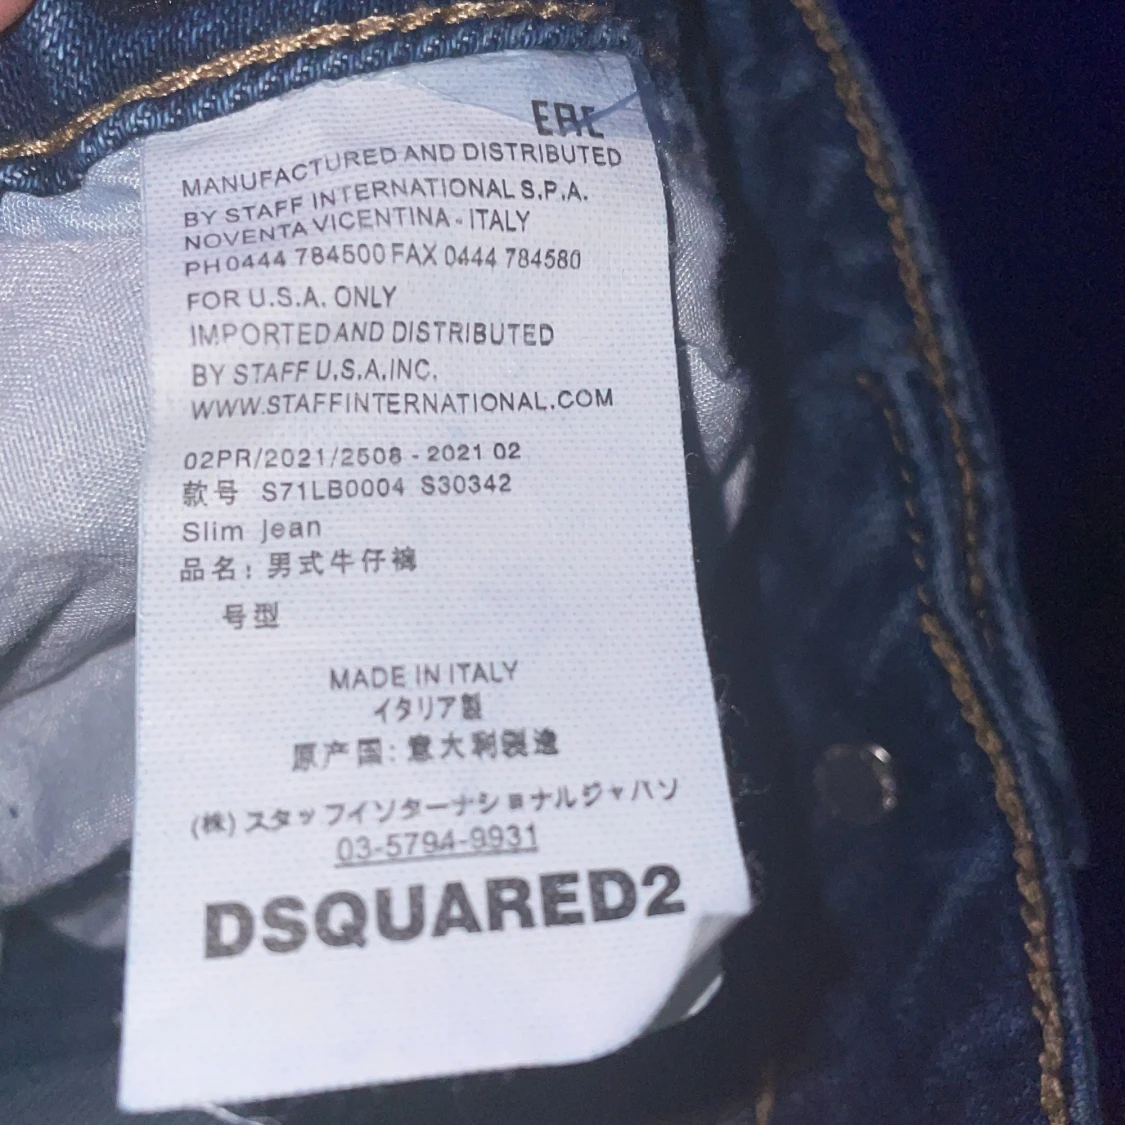 EAC
MANUFACTURED AND DISTRIBUTED
BY STAFF INTERNATIONAL S.P.A.
NOVENTA VICENTINA - ITALY
PH 0444 784500 FAX 0444 784580
FOR U.S.A. ONLY
IMPORTED AND DISTRIBUTED
BY STAFF U.S.A.INC.
WWW.STAFFINTERNATIONAL.COM
02PR/2021/2508 - 2021 02
款号 S71LB0004 S30342
Slim Jean
品名: 男式牛仔裤
号型
MADE IN ITALY
イタリア製
原产国: 意大利製造
(株) スタッフインターナショナルジャパン
03-5794-9931
DSQUARED2